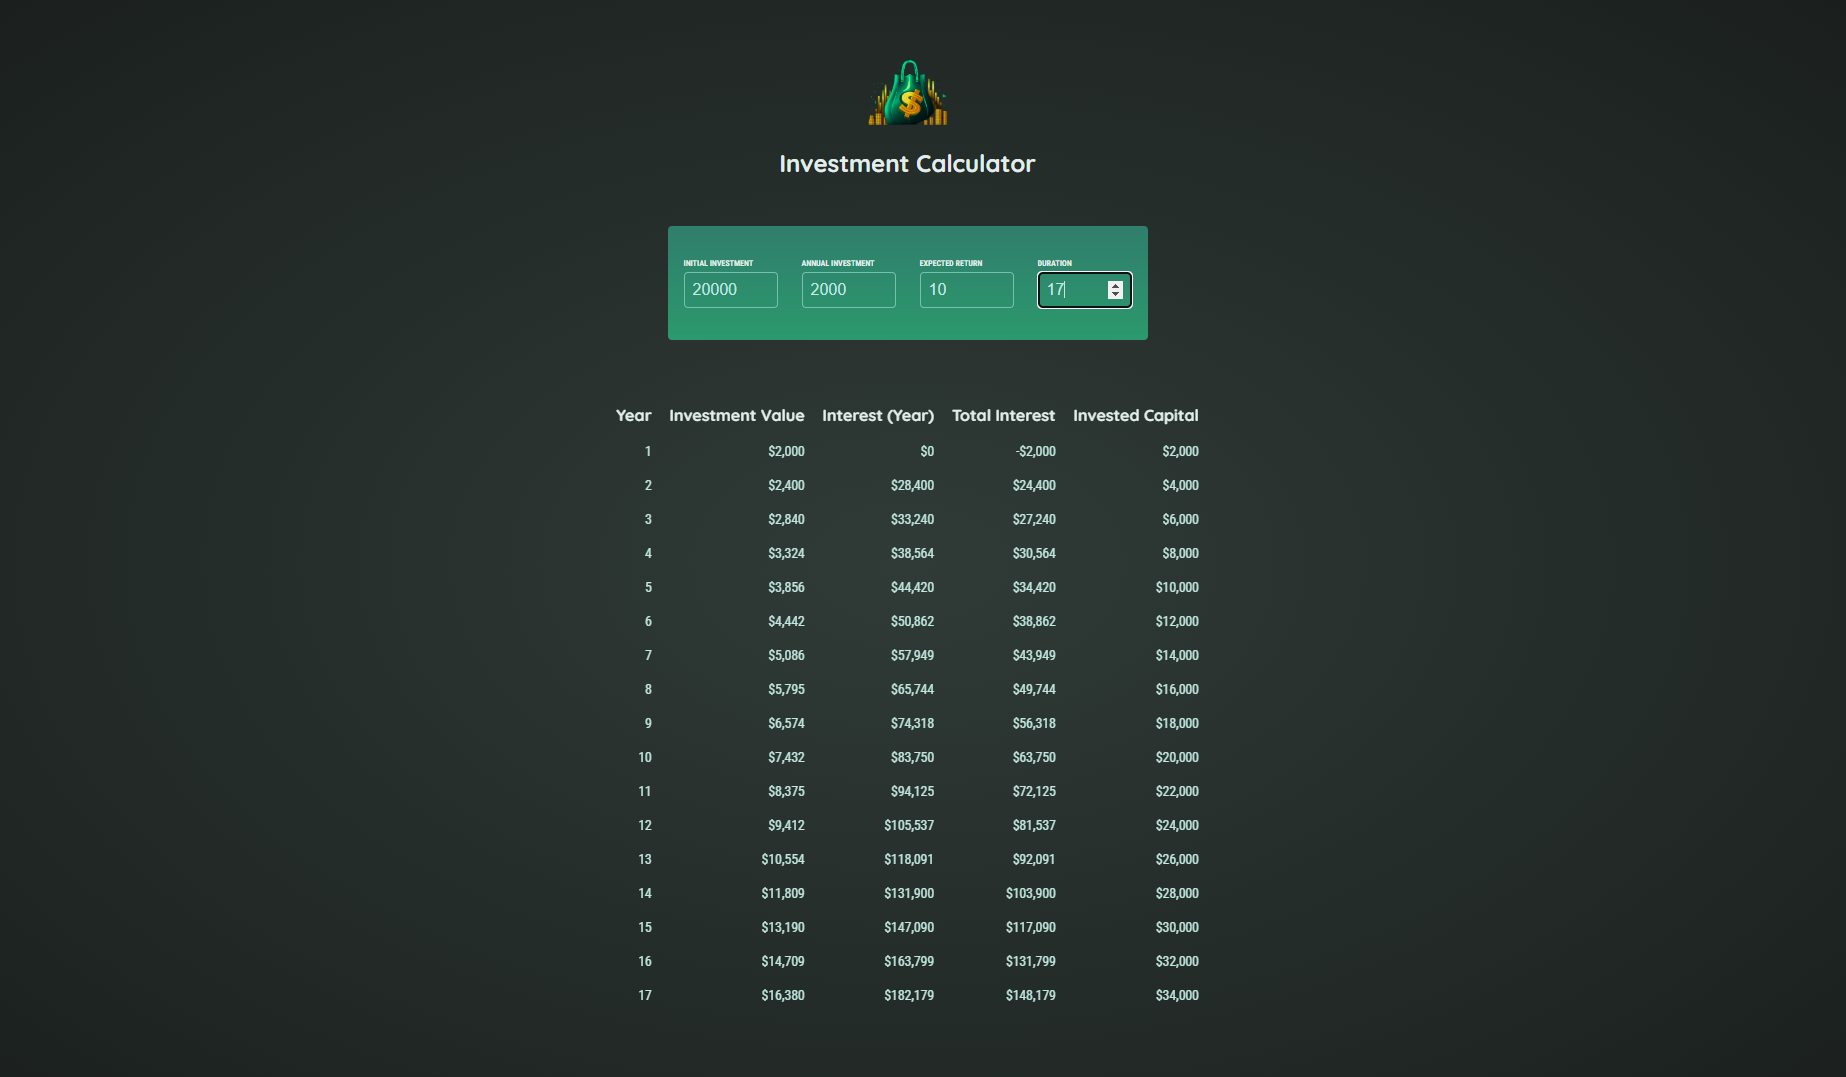 $
Investment Calculator
INITIAL INVESTMENT ANNUAL INVESTMENT EXPECTED RETURN DURATION
20000 2000 10 17
Year Investment Value Interest (Year) Total Interest Invested Capital
1 $2,000 $0 -$2,000 $2,000
2 $2,400 $28,400 $24,400 $4,000
3 $2,840 $33,240 $27,240 $6,000
4 $3,324 $38,564 $30,564 $8,000
5 $3,856 $44,420 $34,420 $10,000
6 $4,442 $50,862 $38,862 $12,000
7 $5,086 $57,949 $43,949 $14,000
8 $5,795 $65,744 $49,744 $16,000
9 $6,574 $74,318 $56,318 $18,000
10 $7,432 $83,750 $63,750 $20,000
11 $8,375 $94,125 $72,125 $22,000
12 $9,412 $105,537 $81,537 $24,000
13 $10,554 $118,091 $92,091 $26,000
14 $11,809 $131,900 $103,900 $28,000
15 $13,190 $147,090 $117,090 $30,000
16 $14,709 $163,799 $131,799 $32,000
17 $16,380 $182,179 $148,179 $34,000